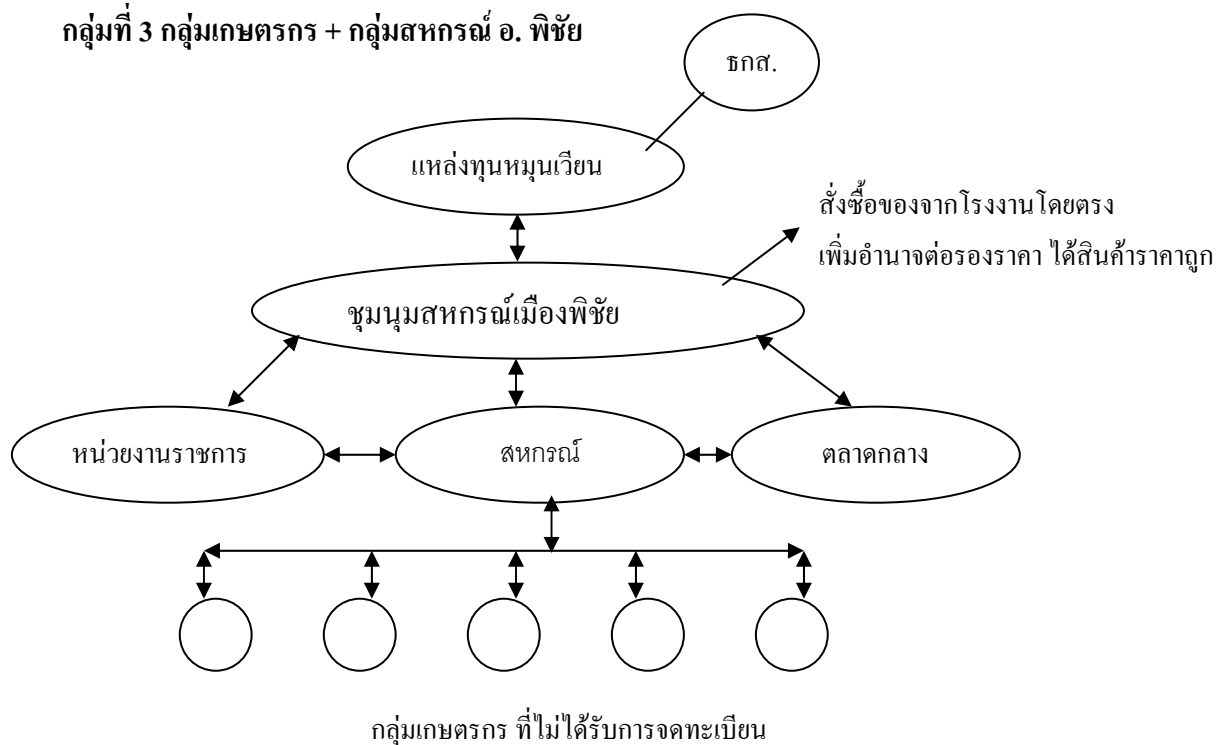 กลุ่มที่ 3 กลุ่มเกษตรกร + กลุ่มสหกรณ์ อ. พิชัย
ธกส.
แหล่งทุนหมุนเวียน
สั่งซื้อของจากโรงงานโดยตรง
เพิ่มอำนาจต่อรองราคา ได้สินค้าราคาถูก
ชุมนุมสหกรณ์เมืองพิชัย
หน่วยงานราชการ
สหกรณ์
ตลาดกลาง
กลุ่มเกษตรกร ที่ไม่ได้รับการจดทะเบียน